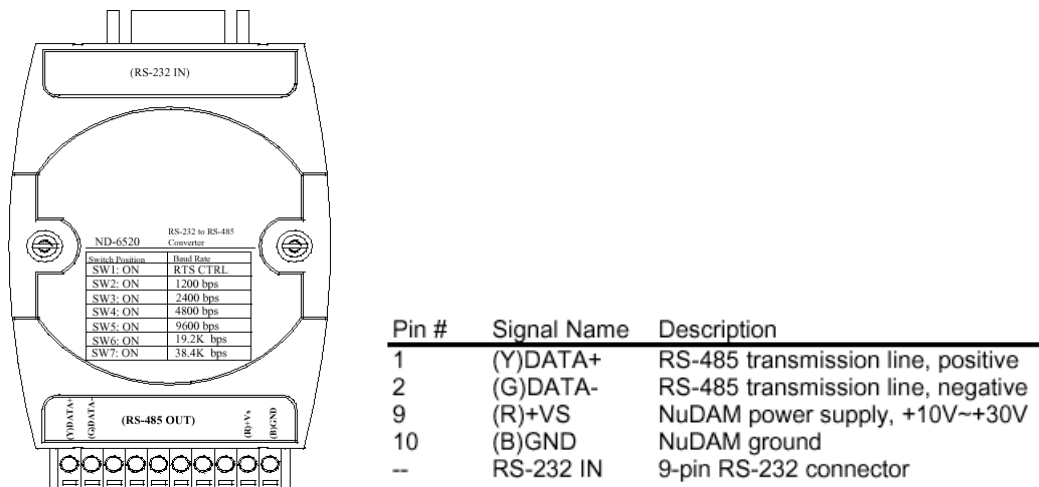 (RS-232 IN)
ND-6520
RS-232 to RS-485
Converter
Switch Position Baud Rate
SW1: ON RTS CTRL
SW2: ON 1200 bps
SW3: ON 2400 bps
SW4: ON 4800 bps
SW5: ON 9600 bps
SW6: ON 19.2K bps
SW7: ON 38.4K bps
(Y)DATA+
(G)DATA-
(RS-485 OUT)
(R)+Vs
(B)GND
Pin # Signal Name Description
1 (Y)DATA+ RS-485 transmission line, positive
2 (G)DATA- RS-485 transmission line, negative
9 (R)+VS NuDAM power supply, +10V~+30V
10 (B)GND NuDAM ground
-- RS-232 IN 9-pin RS-232 connector